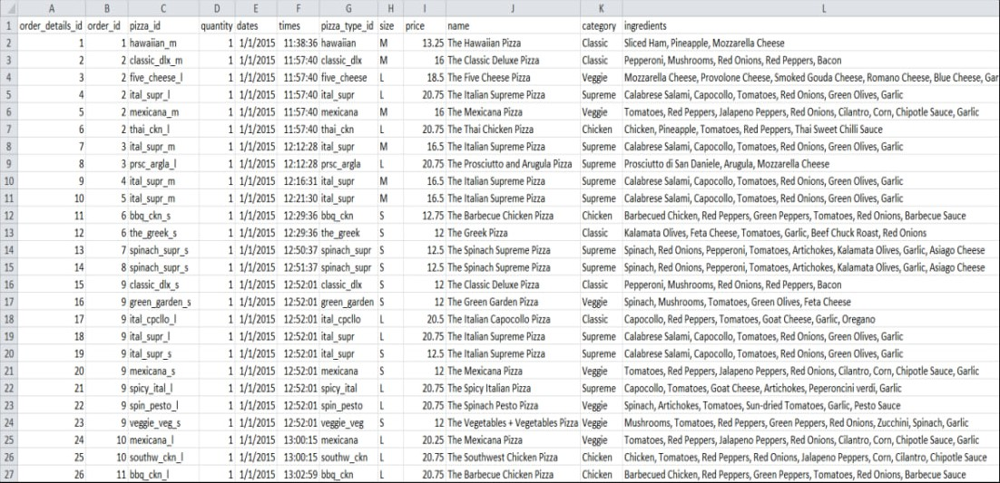 A B C D E F G H I J K L
1 order_details_id order_id pizza_id quantity dates times pizza_type_id size price name category ingredients
2 1 1 hawaiian_m 1 1/1/2015 11:38:36 hawaiian M 13.25 The Hawaiian Pizza Classic Sliced Ham, Pineapple, Mozzarella Cheese
3 2 2 classic_dlx_m 1 1/1/2015 11:57:40 classic_dlx M 16 The Classic Deluxe Pizza Classic Pepperoni, Mushrooms, Red Onions, Red Peppers, Bacon
4 3 2 five_cheese_l 1 1/1/2015 11:57:40 five_cheese L 18.5 The Five Cheese Pizza Veggie Mozzarella Cheese, Provolone Cheese, Smoked Gouda Cheese, Romano Cheese, Blue Cheese, Gar
5 4 2 ital_supr_l 1 1/1/2015 11:57:40 ital_supr L 20.75 The Italian Supreme Pizza Supreme Calabrese Salami, Capocollo, Tomatoes, Red Onions, Green Olives, Garlic
6 5 2 mexicana_m 1 1/1/2015 11:57:40 mexicana M 16 The Mexicana Pizza Veggie Tomatoes, Red Peppers, Jalapeno Peppers, Red Onions, Cilantro, Corn, Chipotle Sauce, Garlic
7 6 2 thai_ckn_l 1 1/1/2015 11:57:40 thai_ckn L 20.75 The Thai Chicken Pizza Chicken Chicken, Pineapple, Tomatoes, Red Peppers, Thai Sweet Chilli Sauce
8 7 3 ital_supr_m 1 1/1/2015 12:12:28 ital_supr M 16.5 The Italian Supreme Pizza Supreme Calabrese Salami, Capocollo, Tomatoes, Red Onions, Green Olives, Garlic
9 8 3 prsc_argla_l 1 1/1/2015 12:12:28 prsc_argla L 20.75 The Prosciutto and Arugula Pizza Supreme Prosciutto di San Daniele, Arugula, Mozzarella Cheese
10 9 4 ital_supr_m 1 1/1/2015 12:16:31 ital_supr M 16.5 The Italian Supreme Pizza Supreme Calabrese Salami, Capocollo, Tomatoes, Red Onions, Green Olives, Garlic
11 10 5 ital_supr_m 1 1/1/2015 12:21:30 ital_supr M 16.5 The Italian Supreme Pizza Supreme Calabrese Salami, Capocollo, Tomatoes, Red Onions, Green Olives, Garlic
12 11 6 bbq_ckn_s 1 1/1/2015 12:29:36 bbq_ckn S 12.75 The Barbecue Chicken Pizza Chicken Barbecued Chicken, Red Peppers, Green Peppers, Tomatoes, Red Onions, Barbecue Sauce
13 12 6 the_greek_s 1 1/1/2015 12:29:36 the_greek S 12 The Greek Pizza Classic Kalamata Olives, Feta Cheese, Tomatoes, Garlic, Beef Chuck Roast, Red Onions
14 13 7 spinach_supr_s 1 1/1/2015 12:50:37 spinach_supr S 12.5 The Spinach Supreme Pizza Supreme Spinach, Red Onions, Pepperoni, Tomatoes, Artichokes, Kalamata Olives, Garlic, Asiago Cheese
15 14 8 spinach_supr_s 1 1/1/2015 12:51:37 spinach_supr S 12.5 The Spinach Supreme Pizza Supreme Spinach, Red Onions, Pepperoni, Tomatoes, Artichokes, Kalamata Olives, Garlic, Asiago Cheese
16 15 9 classic_dlx_s 1 1/1/2015 12:52:01 classic_dlx S 12 The Classic Deluxe Pizza Classic Pepperoni, Mushrooms, Red Onions, Red Peppers, Bacon
17 16 9 green_garden_s 1 1/1/2015 12:52:01 green_garden S 12 The Green Garden Pizza Veggie Spinach, Mushrooms, Tomatoes, Green Olives, Feta Cheese
18 17 9 ital_cpcllo_l 1 1/1/2015 12:52:01 ital_cpcllo L 20.5 The Italian Capocollo Pizza Classic Capocollo, Red Peppers, Tomatoes, Goat Cheese, Garlic, Oregano
19 18 9 ital_supr_l 1 1/1/2015 12:52:01 ital_supr L 20.75 The Italian Supreme Pizza Supreme Calabrese Salami, Capocollo, Tomatoes, Red Onions, Green Olives, Garlic
20 19 9 ital_supr_s 1 1/1/2015 12:52:01 ital_supr S 12.5 The Italian Supreme Pizza Supreme Calabrese Salami, Capocollo, Tomatoes, Red Onions, Green Olives, Garlic
21 20 9 mexicana_s 1 1/1/2015 12:52:01 mexicana S 12 The Mexicana Pizza Veggie Tomatoes, Red Peppers, Jalapeno Peppers, Red Onions, Cilantro, Corn, Chipotle Sauce, Garlic
22 21 9 spicy_ital_l 1 1/1/2015 12:52:01 spicy_ital L 20.75 The Spicy Italian Pizza Supreme Capocollo, Tomatoes, Goat Cheese, Artichokes, Peperoncini verdi, Garlic
23 22 9 spin_pesto_l 1 1/1/2015 12:52:01 spin_pesto L 20.75 The Spinach Pesto Pizza Veggie Spinach, Artichokes, Tomatoes, Sun-dried Tomatoes, Garlic, Pesto Sauce
24 23 9 veggie_veg_s 1 1/1/2015 12:52:01 veggie_veg S 12 The Vegetables + Vegetables Pizza Veggie Mushrooms, Tomatoes, Red Peppers, Green Peppers, Red Onions, Zucchini, Spinach, Garlic
25 24 10 mexicana_l 1 1/1/2015 13:00:15 mexicana L 20.25 The Mexicana Pizza Veggie Tomatoes, Red Peppers, Jalapeno Peppers, Red Onions, Cilantro, Corn, Chipotle Sauce, Garlic
26 25 10 southw_ckn_l 1 1/1/2015 13:00:15 southw_ckn L 20.75 The Southwest Chicken Pizza Chicken Chicken, Tomatoes, Red Peppers, Red Onions, Jalapeno Peppers, Corn, Cilantro, Chipotle Sauce
27 26 11 bbq_ckn_l 1 1/1/2015 13:02:59 bbq_ckn L 20.75 The Barbecue Chicken Pizza Chicken Barbecued Chicken, Red Peppers, Green Peppers, Tomatoes, Red Onions, Barbecue Sauce